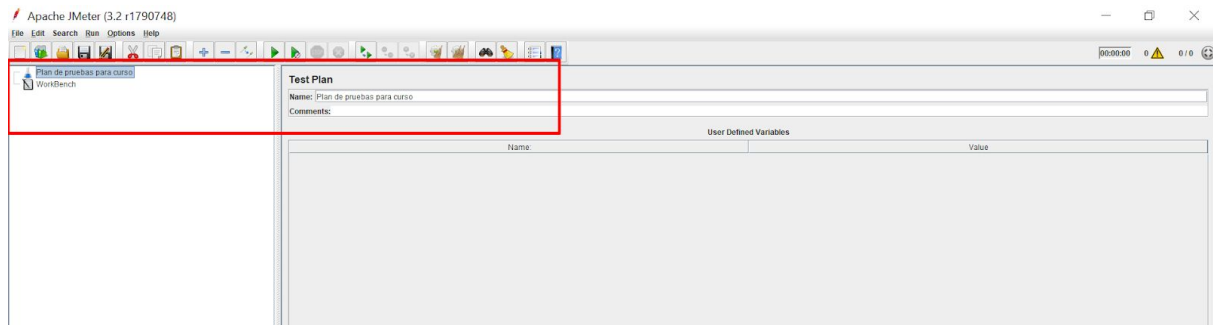 Apache JMeter (3.2 r1790748)
File Edit Search Run Options Help
00:00:00 0 0 / 0
Plan de pruebas para curso
WorkBench
Test Plan
Name: Plan de pruebas para curso
Comments:
User Defined Variables
Name: Value